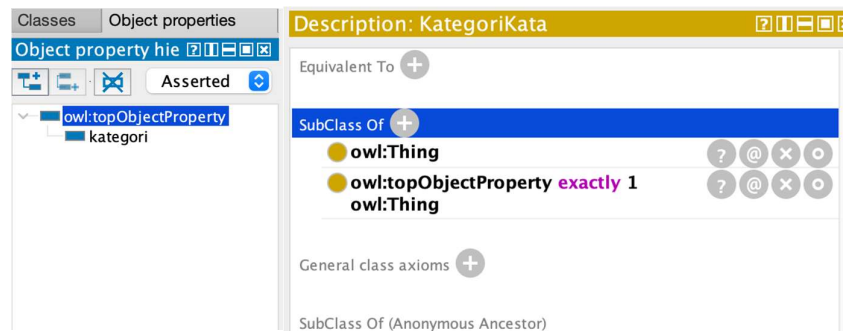 Classes Object properties
Object property hie
Asserted
owl:topObjectProperty
kategori
Description: KategoriKata
Equivalent To
SubClass Of
owl:Thing
owl:topObjectProperty exactly 1
owl:Thing
General class axioms
SubClass Of (Anonymous Ancestor)